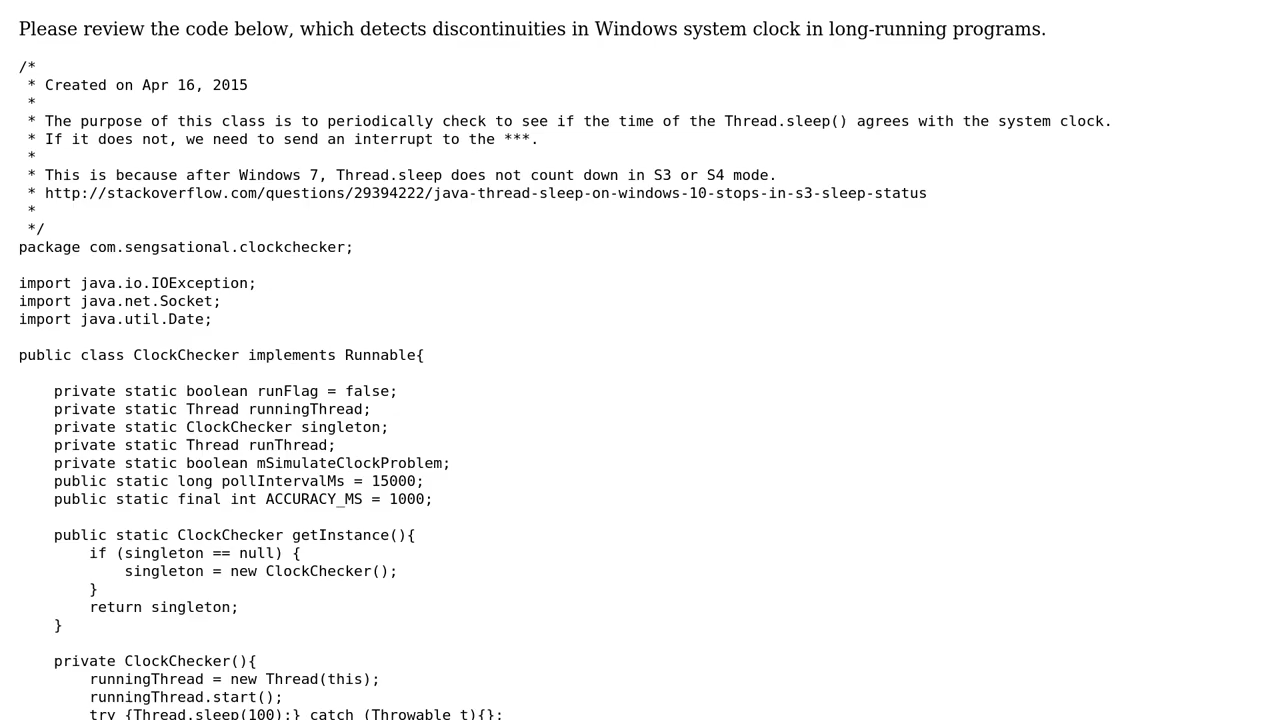 Please review the code below, which detects discontinuities in Windows system clock in long-running programs.
/*
 * Created on Apr 16, 2015
 *
 * The purpose of this class is to periodically check to see if the time of the Thread.sleep() agrees with the system clock.
 * If it does not, we need to send an interrupt to the ***.
 *
 * This is because after Windows 7, Thread.sleep does not count down in S3 or S4 mode.
 * http://stackoverflow.com/questions/29394222/java-thread-sleep-on-windows-10-stops-in-s3-sleep-status
 *
 */
package com.sengsational.clockchecker;

import java.io.IOException;
import java.net.Socket;
import java.util.Date;

public class ClockChecker implements Runnable{

    private static boolean runFlag = false;
    private static Thread runningThread;
    private static ClockChecker singleton;
    private static Thread runThread;
    private static boolean mSimulateClockProblem;
    public static long pollIntervalMs = 15000;
    public static final int ACCURACY_MS = 1000;

    public static ClockChecker getInstance(){
        if (singleton == null) {
            singleton = new ClockChecker();
        }
        return singleton;
    }

    private ClockChecker(){
        runningThread = new Thread(this);
        runningThread.start();
        try {Thread.sleep(100);} catch (Throwable t){};